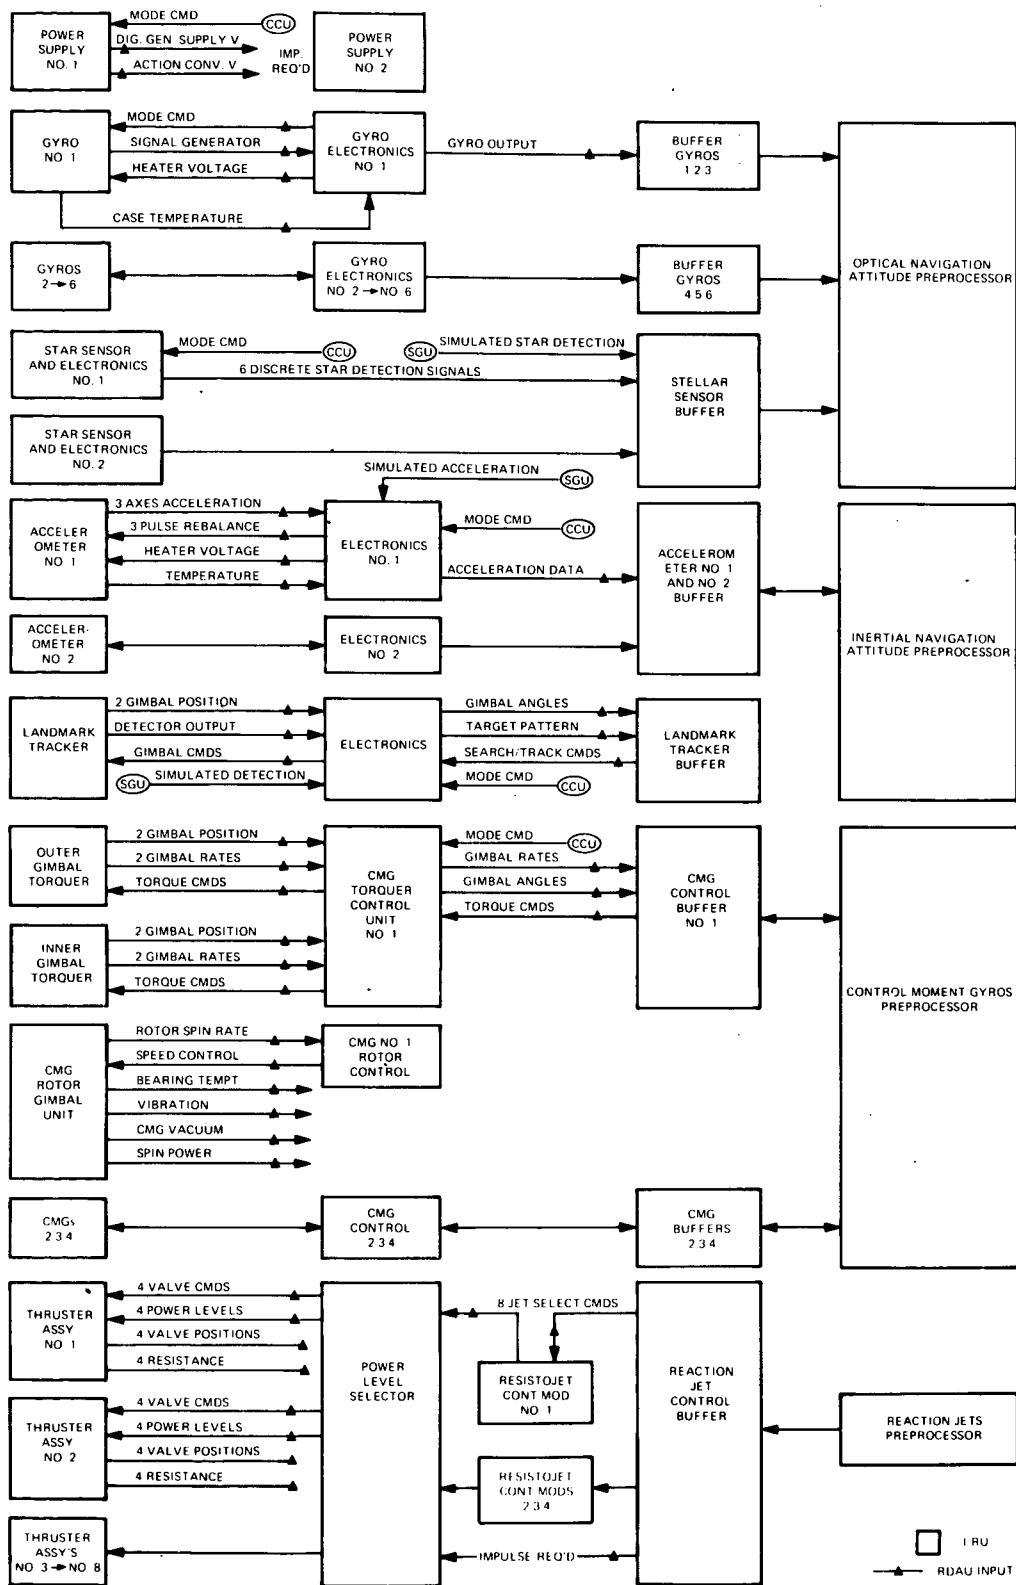 MODE CMD
CCU
POWER
SUPPLY
NO. 1
DIG. GEN SUPPLY V
ACTION CONV. V
IMP.
REQ'D
POWER
SUPPLY
NO 2
GYRO
NO 1
MODE CMD
SIGNAL GENERATOR
HEATER VOLTAGE
CASE TEMPERATURE
GYRO
ELECTRONICS
NO 1
GYRO OUTPUT
BUFFER
GYROS
1 2 3
GYROS
2→6
GYRO
ELECTRONICS
NO 2→NO 6
BUFFER
GYROS
4 5 6
OPTICAL NAVIGATION
ATTITUDE PREPROCESSOR
STAR SENSOR
AND ELECTRONICS
NO. 1
MODE CMD
CCU
SGU
SIMULATED STAR DETECTION
6 DISCRETE STAR DETECTION SIGNALS
STELLAR
SENSOR
BUFFER
STAR SENSOR
AND ELECTRONICS
NO. 2
SIMULATED ACCELERATION
SGU
ACCELER
OMETER
NO 1
3 AXES ACCELERATION
3 PULSE REBALANCE
HEATER VOLTAGE
TEMPERATURE
ELECTRONICS
NO. 1
MODE CMD
CCU
ACCELERATION DATA
ACCELEROM
ETER NO 1
AND NO 2
BUFFER
ACCELER-
OMETER
NO 2
ELECTRONICS
NO 2
INERTIAL NAVIGATION
ATTITUDE PREPROCESSOR
LANDMARK
TRACKER
2 GIMBAL POSITION
DETECTOR OUTPUT
GIMBAL CMDS
SGU
SIMULATED DETECTION
ELECTRONICS
GIMBAL ANGLES
TARGET PATTERN
SEARCH/TRACK CMDS
MODE CMD
CCU
LANDMARK
TRACKER
BUFFER
OUTER
GIMBAL
TORQUER
2 GIMBAL POSITION
2 GIMBAL RATES
TORQUE CMDS
CMG
TORQUER
CONTROL
UNIT
NO 1
MODE CMD
CCU
GIMBAL RATES
GIMBAL ANGLES
TORQUE CMDS
CMG
CONTROL
BUFFER
NO. 1
INNER
GIMBAL
TORQUER
2 GIMBAL POSITION
2 GIMBAL RATES
TORQUE CMDS
CONTROL MOMENT GYROS
PREPROCESSOR
CMG
ROTOR
GIMBAL
UNIT
ROTOR SPIN RATE
SPEED CONTROL
BEARING TEMPT
VIBRATION
CMG VACUUM
SPIN POWER
CMG NO 1
ROTOR
CONTROL
CMGs
2 3 4
CMG
CONTROL
2 3 4
CMG
BUFFERS
2 3 4
THRUSTER
ASSY
NO 1
4 VALVE CMDS
4 POWER LEVELS
4 VALVE POSITIONS
4 RESISTANCE
POWER
LEVEL
SELECTOR
8 JET SELECT CMDS
RESISTOJET
CONT MOD
NO 1
REACTION
JET
CONTROL
BUFFER
THRUSTER
ASSY
NO 2
4 VALVE CMDS
4 POWER LEVELS
4 VALVE POSITIONS
4 RESISTANCE
RESISTOJET
CONT MODS
2 3 4
REACTION JETS
PREPROCESSOR
THRUSTER
ASSY'S
NO 3→NO 8
IMPULSE REQ'D
LRU
RDAU INPUT